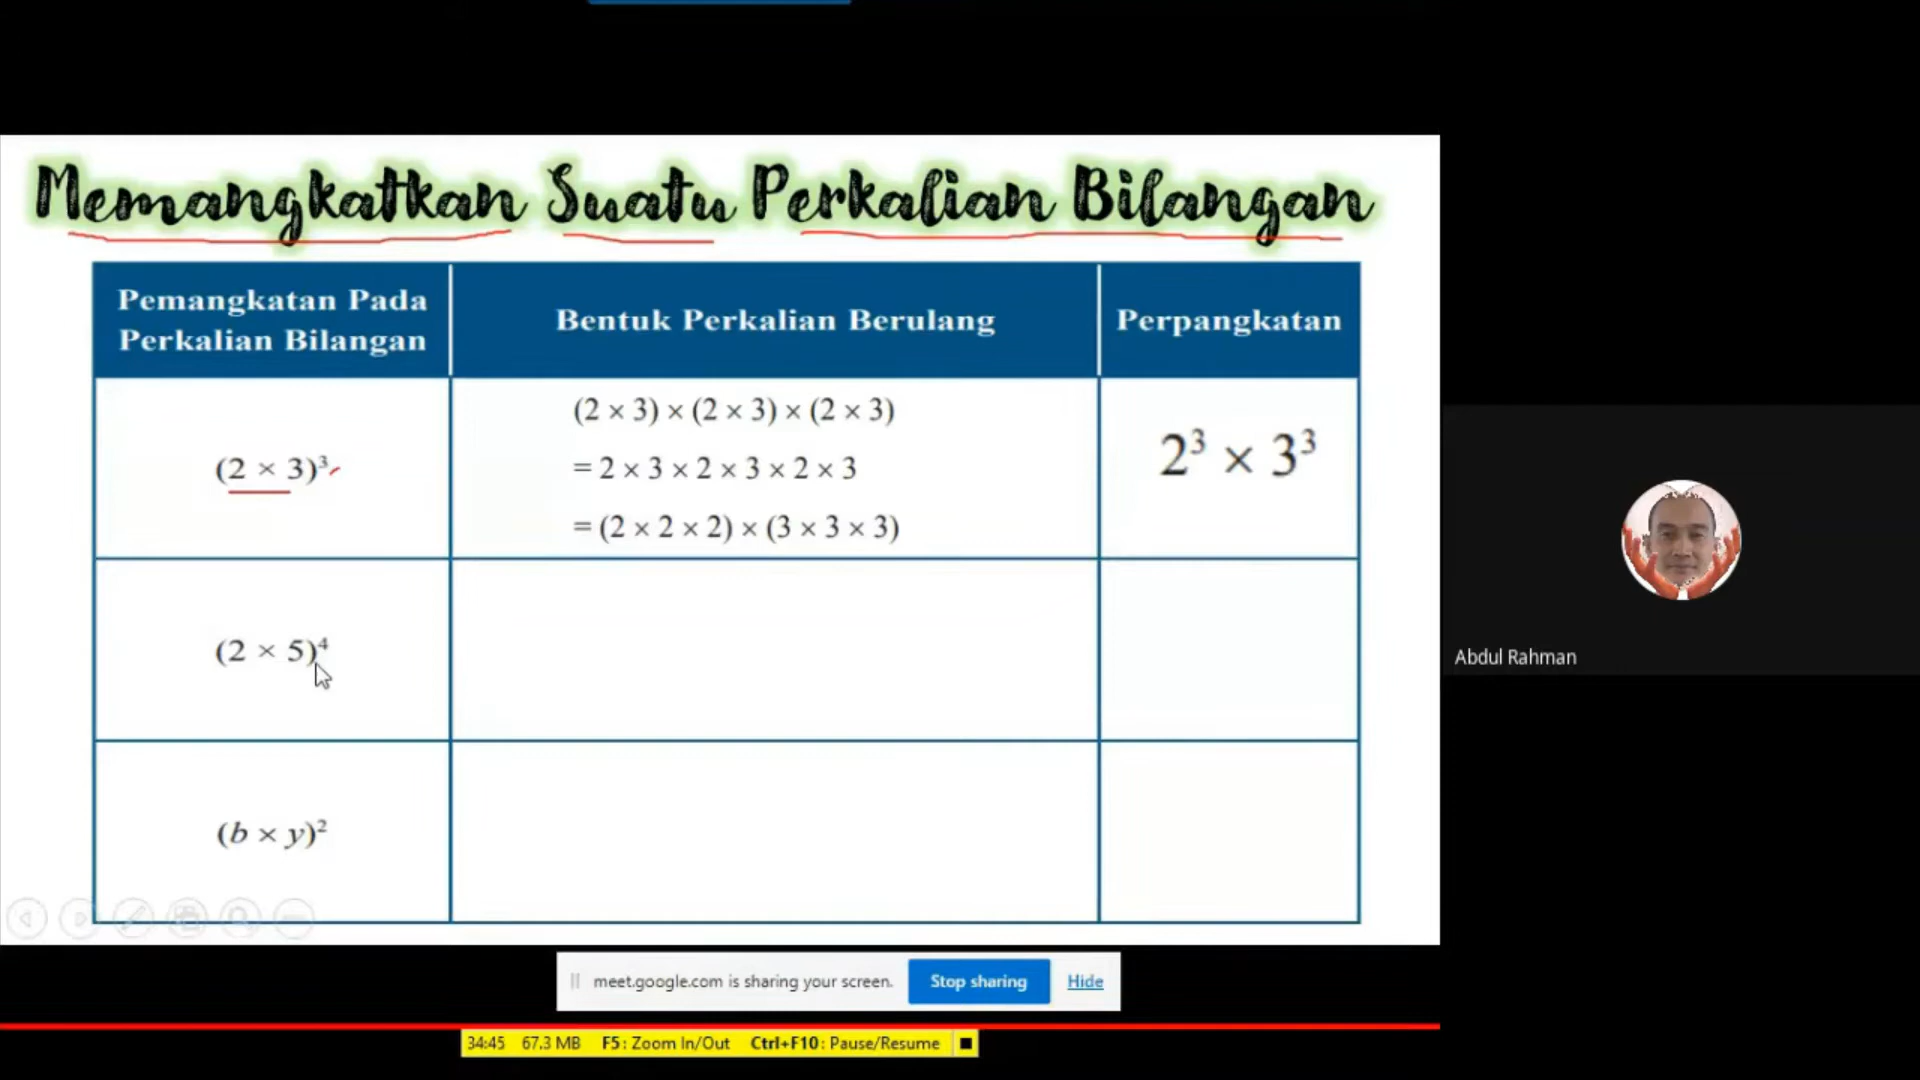 Memangkatkan Suatu Perkalian Bilangan
Pemangkatan Pada
Perkalian Bilangan
Bentuk Perkalian Berulang
Perpangkatan
(2 × 3)³
(2 × 3) × (2 × 3) × (2 × 3)
= 2 × 3 × 2 × 3 × 2 × 3
= (2 × 2 × 2) × (3 × 3 × 3)
2³ × 3³
(2 × 5)⁴
(b × y)²
Abdul Rahman
meet.google.com is sharing your screen.
Stop sharing
Hide
34:45 67.3 MB F5: Zoom In/Out Ctrl+F10: Pause/Resume